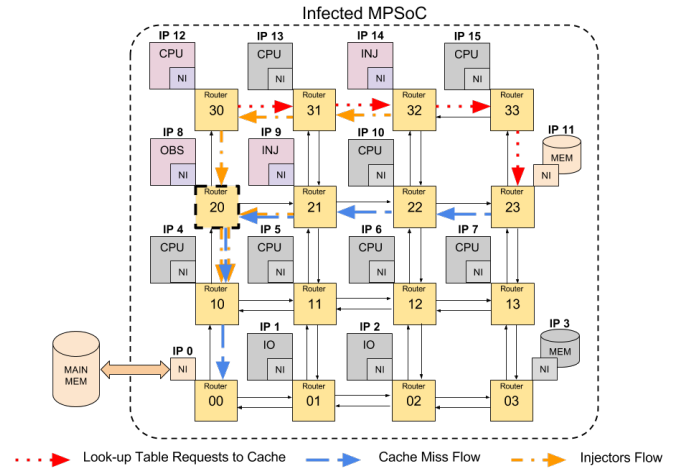 Infected MPSoC
IP 12
IP 13
IP 14
IP 15
CPU
CPU
INJ
CPU
NI
NI
NI
NI
Router
30
Router
31
Router
32
Router
33
IP 8
IP 9
IP 10
IP 11
OBS
INJ
CPU
MEM
NI
NI
NI
NI
Router
20
Router
21
Router
22
Router
23
IP 4
IP 5
IP 6
IP 7
CPU
CPU
CPU
CPU
NI
NI
NI
NI
Router
10
Router
11
Router
12
Router
13
IP 0
IP 1
IP 2
IP 3
IO
IO
MEM
MAIN
MEM
NI
NI
NI
NI
Router
00
Router
01
Router
02
Router
03
Look-up Table Requests to Cache
Cache Miss Flow
Injectors Flow